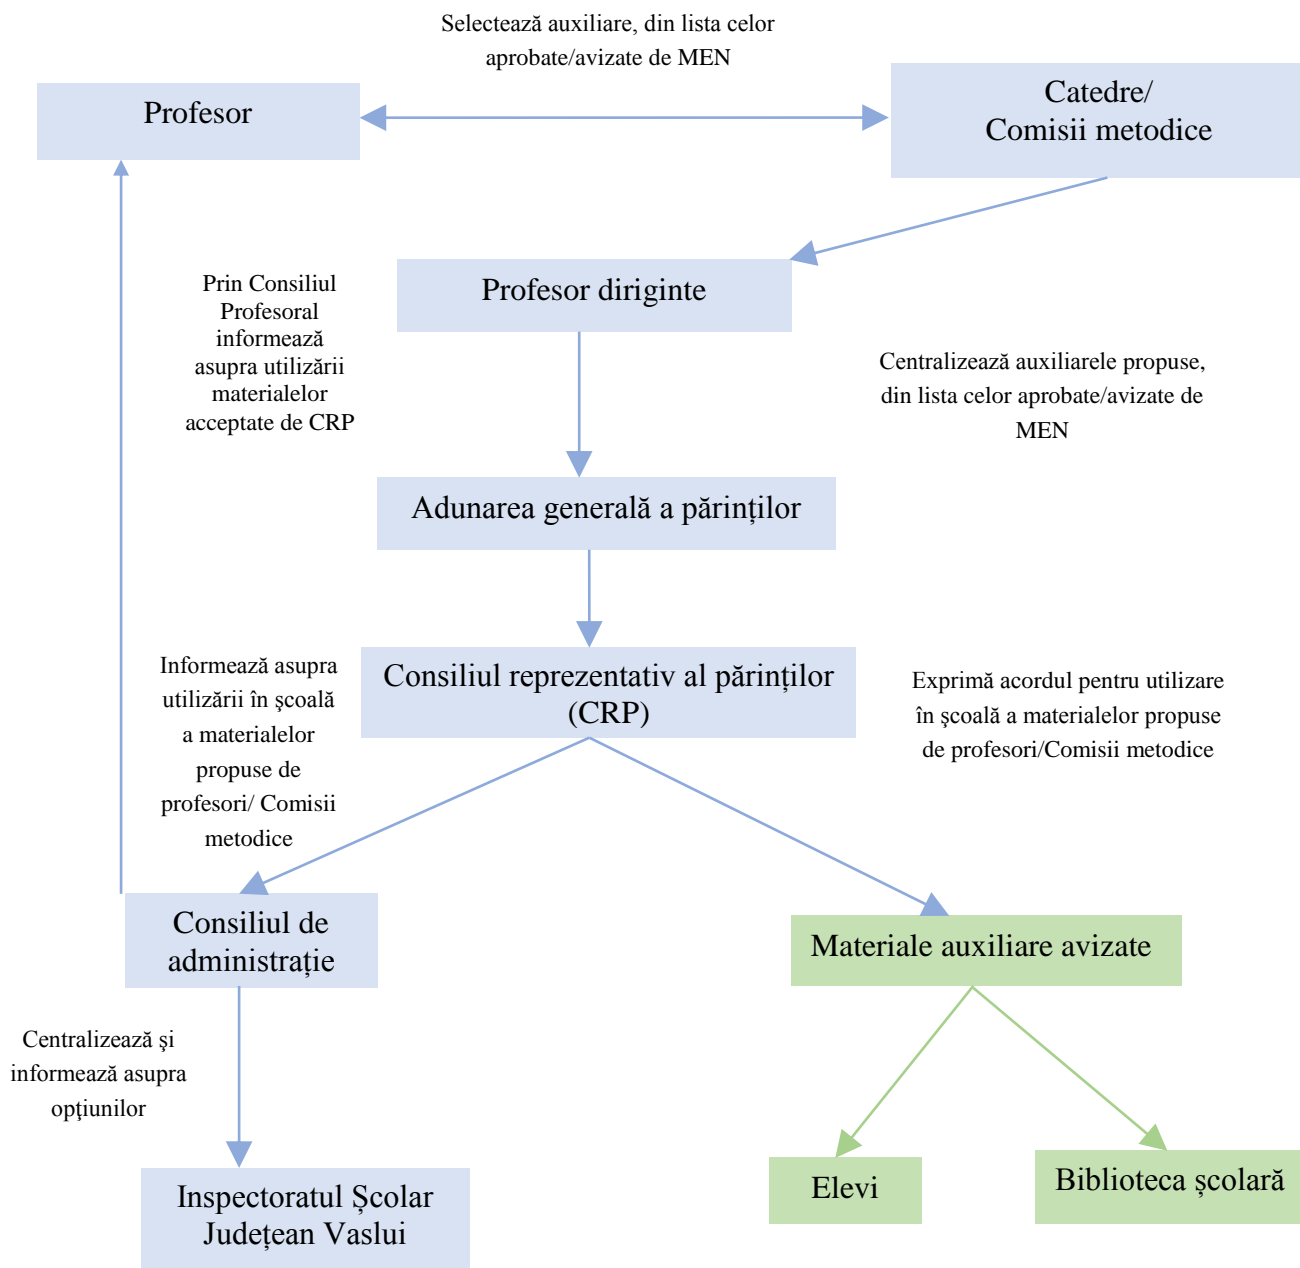 Selectează auxiliare, din lista celor
aprobate/avizate de MEN
Profesor
Catedre/
Comisii metodice
Profesor diriginte
Prin Consiliul
Profesoral
informează
asupra utilizării
materialelor
acceptate de CRP
Centralizează auxiliarele propuse,
din lista celor aprobate/avizate de
MEN
Adunarea generală a părinților
Consiliul reprezentativ al părinților
(CRP)
Informează asupra
utilizării în şcoală
a materialelor
propuse de
profesori/ Comisii
metodice
Exprimă acordul pentru utilizare
în şcoală a materialelor propuse
de profesori/Comisii metodice
Consiliul de
administrație
Materiale auxiliare avizate
Centralizează şi
informează asupra
opţiunilor
Elevi
Biblioteca școlară
Inspectoratul Școlar
Județean Vaslui